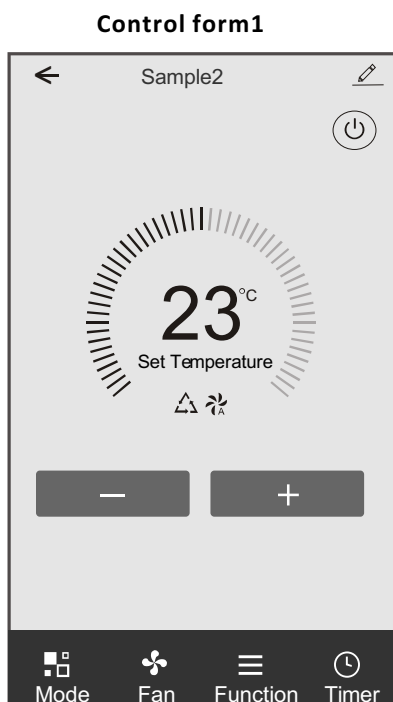 Control form1
Sample2
23°C
Set Temperature
A
− +
Mode Fan Function Timer